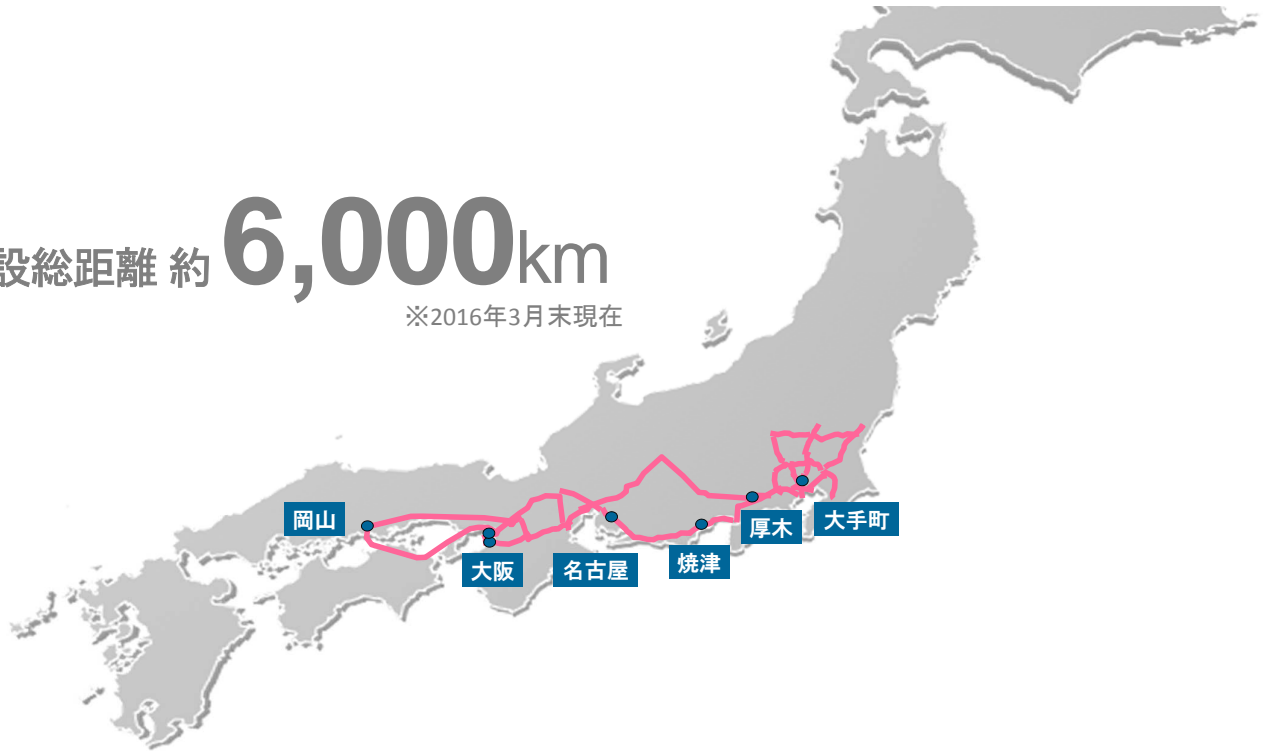 設総距離 約 6,000km
※2016年3月末現在
岡山
大阪
名古屋
焼津
厚木
大手町